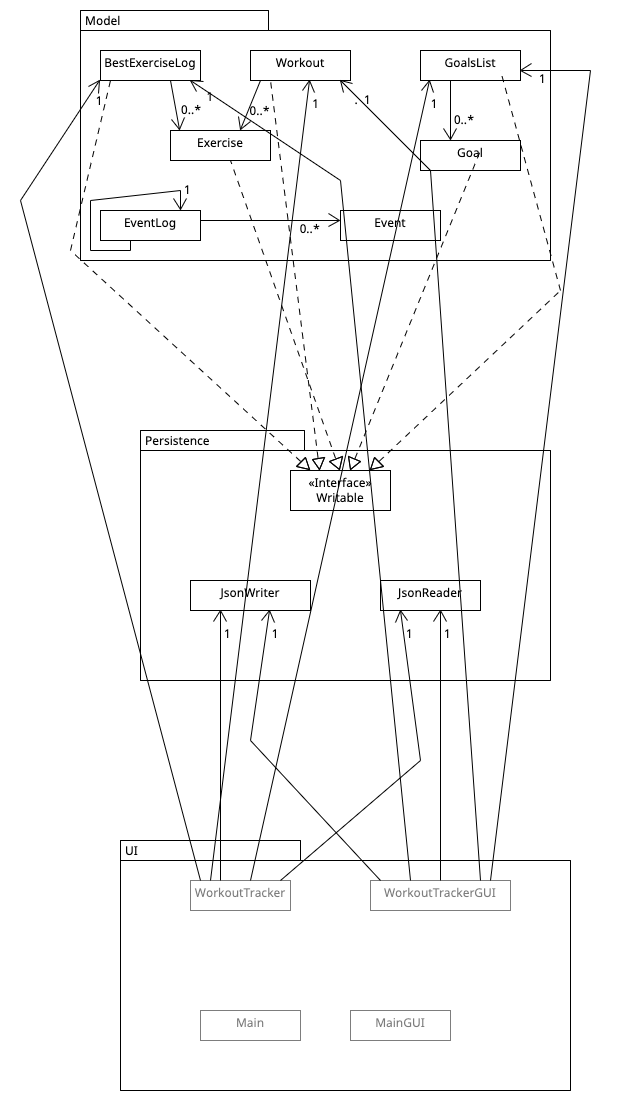 Model
BestExerciseLog
Workout
GoalsList
1
1
0..*
1
0..*
1
. 1
1
0..*
Exercise
Goal
1
EventLog
0..*
Event
Persistence
«Interface»
Writable
JsonWriter
JsonReader
1
1
1
1
UI
WorkoutTracker
WorkoutTrackerGUI
Main
MainGUI